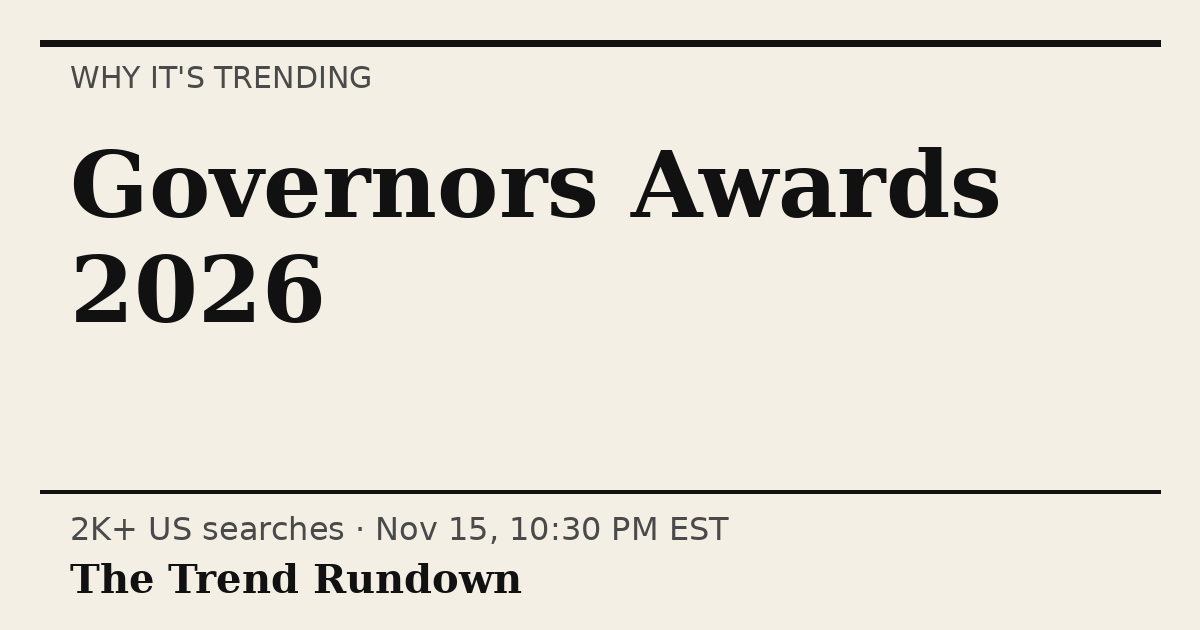 WHY IT'S TRENDING
Governors Awards
2026
2K+ US searches · Nov 15, 10:30 PM EST
The Trend Rundown